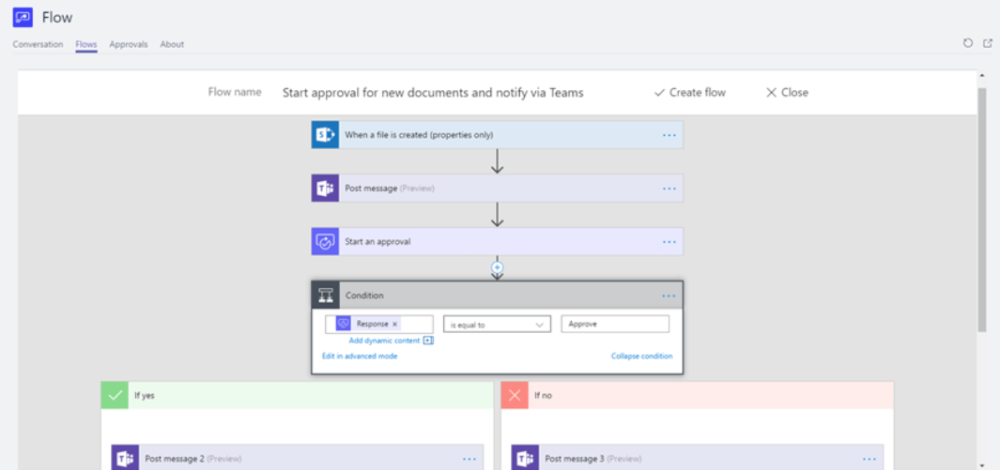 Flow
Conversation Flows Approvals About
Flow name Start approval for new documents and notify via Teams Create flow Close
When a file is created (properties only)
Post message (Preview)
Start an approval
Condition
Response x is equal to Approve
Add dynamic content
Edit in advanced mode Collapse condition
If yes If no
Post message 2 (Preview) Post message 3 (Preview)